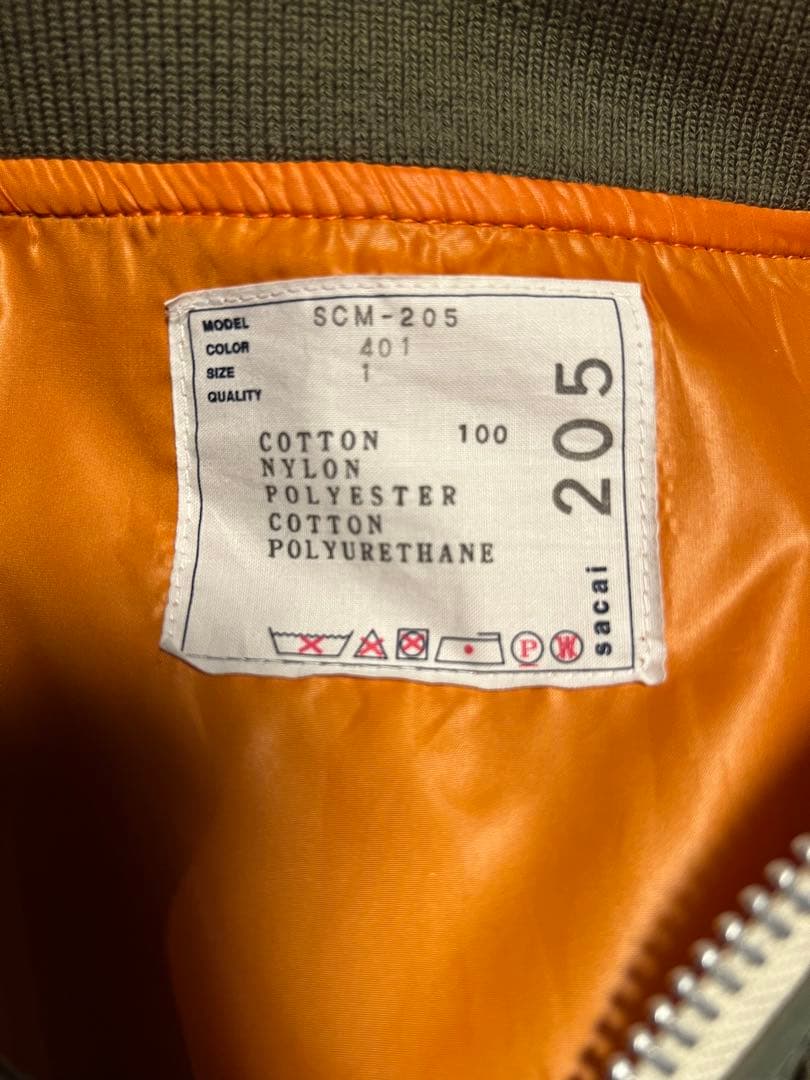 MODEL SCM-205
COLOR 401
SIZE 1
QUALITY
COTTON 100
NYLON
POLYESTER
COTTON
POLYURETHANE
P W
205
sacai